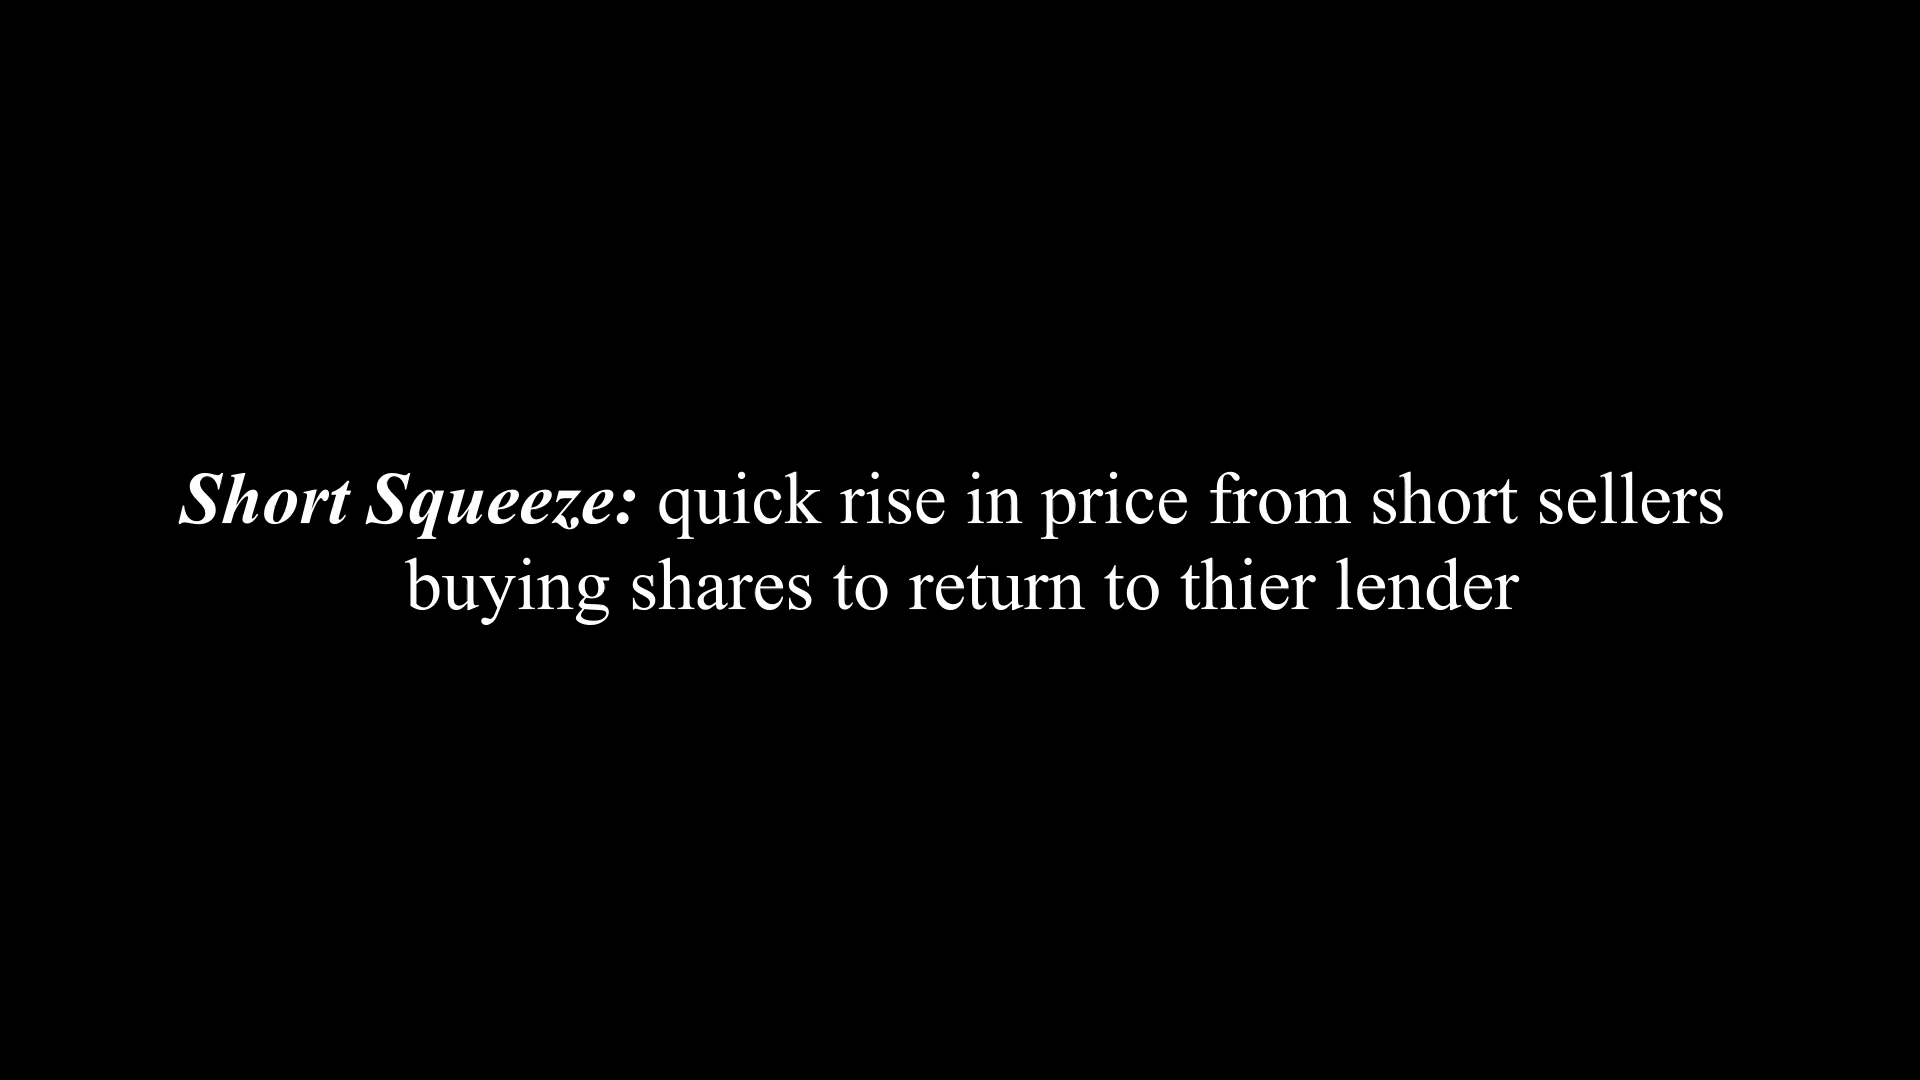 Short Squeeze: quick rise in price from short sellers
buying shares to return to thier lender